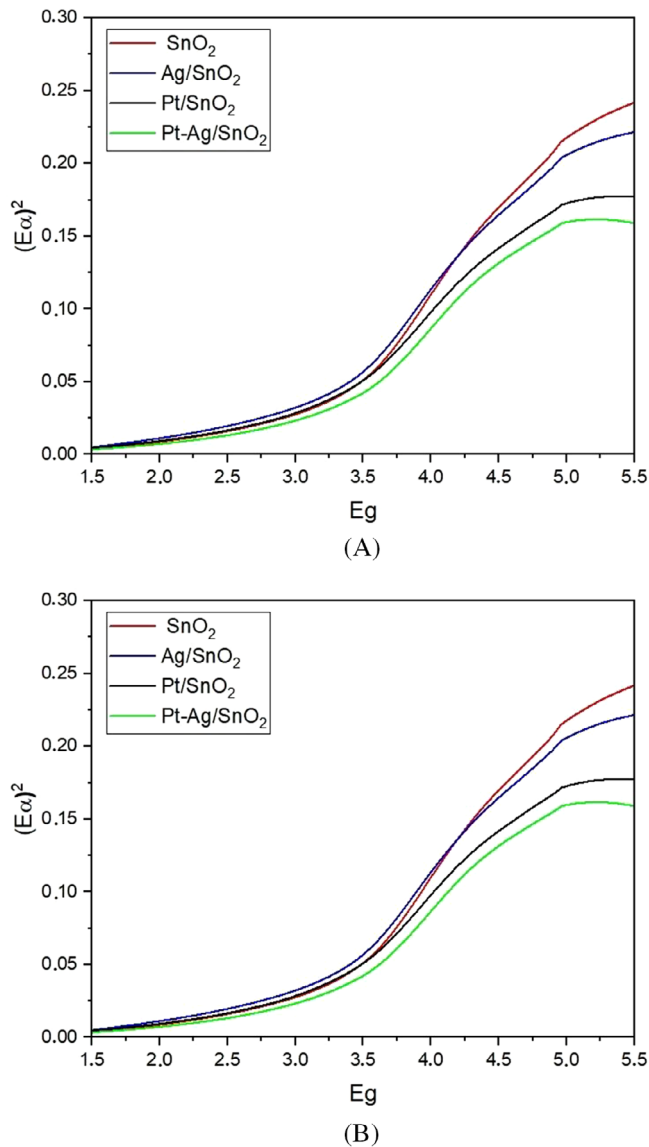 0.30
0.25
0.20
0.15
0.10
0.05
0.00
(Eα)²
SnO₂
Ag/SnO₂
Pt/SnO₂
Pt-Ag/SnO₂
1.5 2.0 2.5 3.0 3.5 4.0 4.5 5.0 5.5
Eg
(A)
0.30
0.25
0.20
0.15
0.10
0.05
0.00
(Eα)²
SnO₂
Ag/SnO₂
Pt/SnO₂
Pt-Ag/SnO₂
1.5 2.0 2.5 3.0 3.5 4.0 4.5 5.0 5.5
Eg
(B)